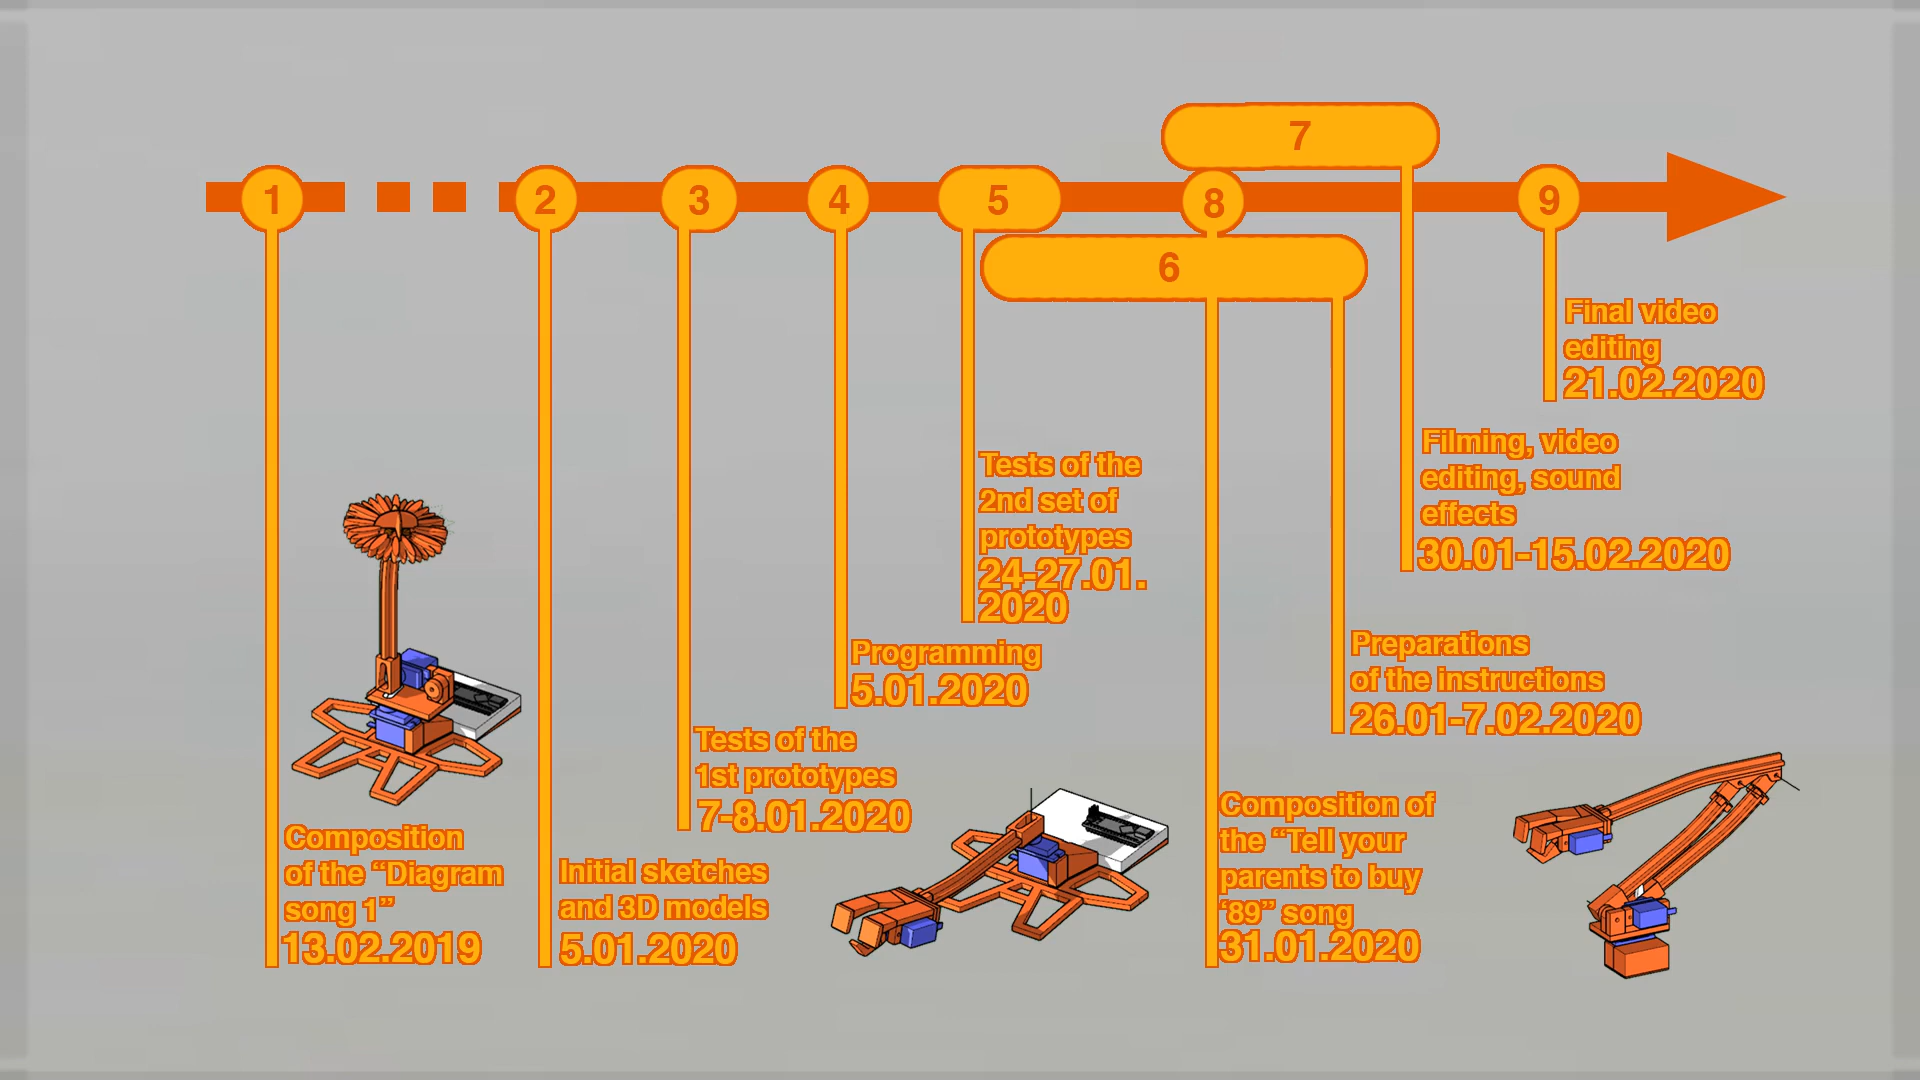 1
2
3
4
5
6
7
8
9
Composition
of the “Diagram
song 1”
13.02.2019
Initial sketches
and 3D models
5.01.2020
Tests of the
1st prototypes
7-8.01.2020
Programming
5.01.2020
Tests of the
2nd set of
prototypes
24-27.01.
2020
Preparations
of the instructions
26.01-7.02.2020
Filming, video
editing, sound
effects
30.01-15.02.2020
Composition of
the “Tell your
parents to buy
‘89” song
31.01.2020
Final video
editing
21.02.2020